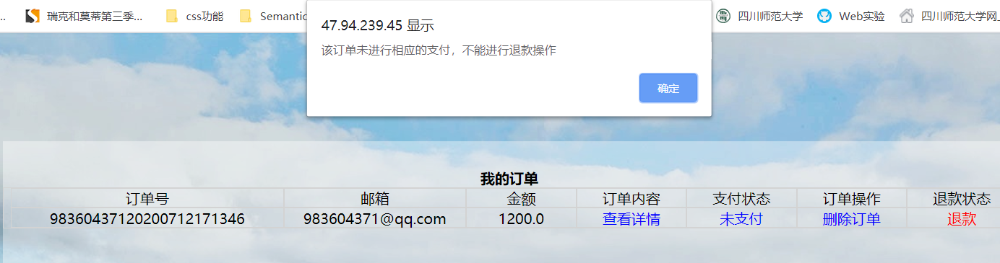 .. 瑞克和莫蒂第三季... css功能 Semantic 四川师范大学 Web实验 四川师范大学网上
47.94.239.45 显示
该订单未进行相应的支付，不能进行退款操作
确定
我的订单
订单号 邮箱 金额 订单内容 支付状态 订单操作 退款状态
98360437120200712171346 983604371@qq.com 1200.0 查看详情 未支付 删除订单 退款